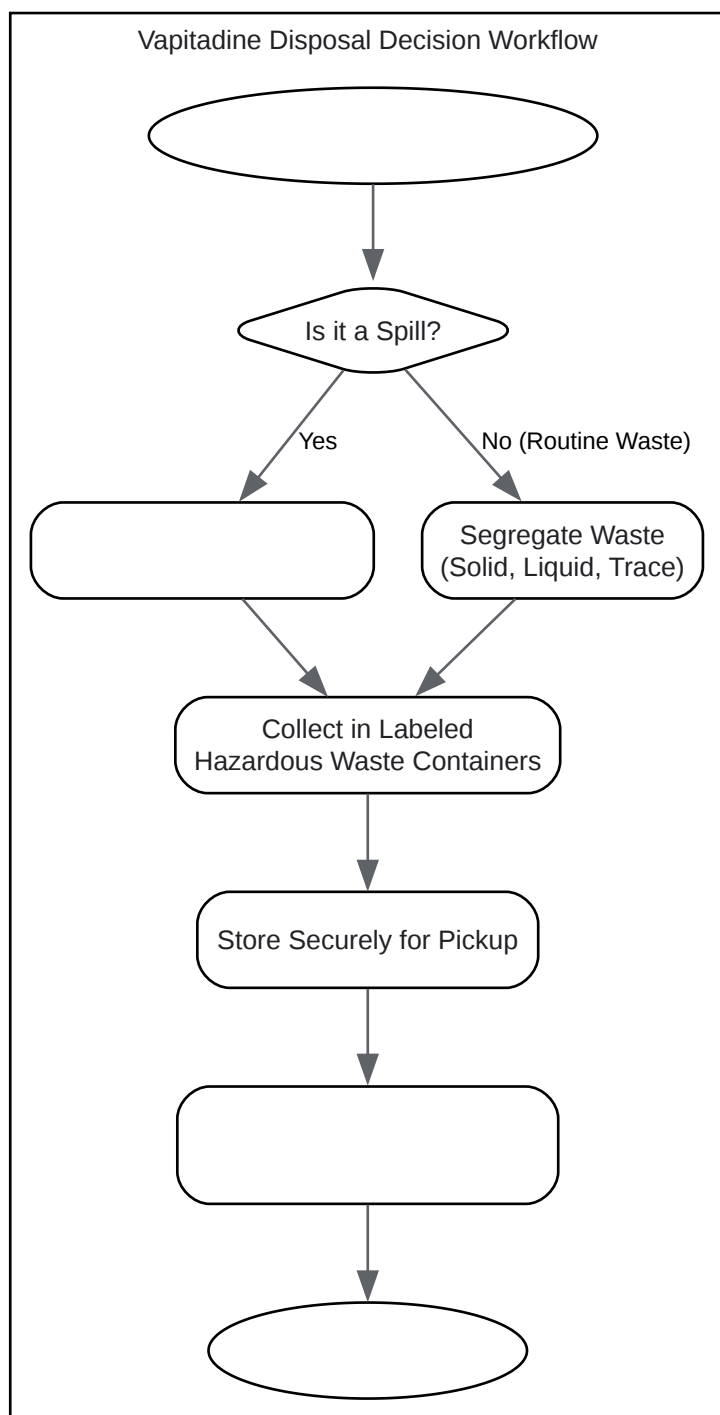 Vapitadine Disposal Decision Workflow
Is it a Spill?
Yes
No (Routine Waste)
Segregate Waste
(Solid, Liquid, Trace)
Collect in Labeled
Hazardous Waste Containers
Store Securely for Pickup